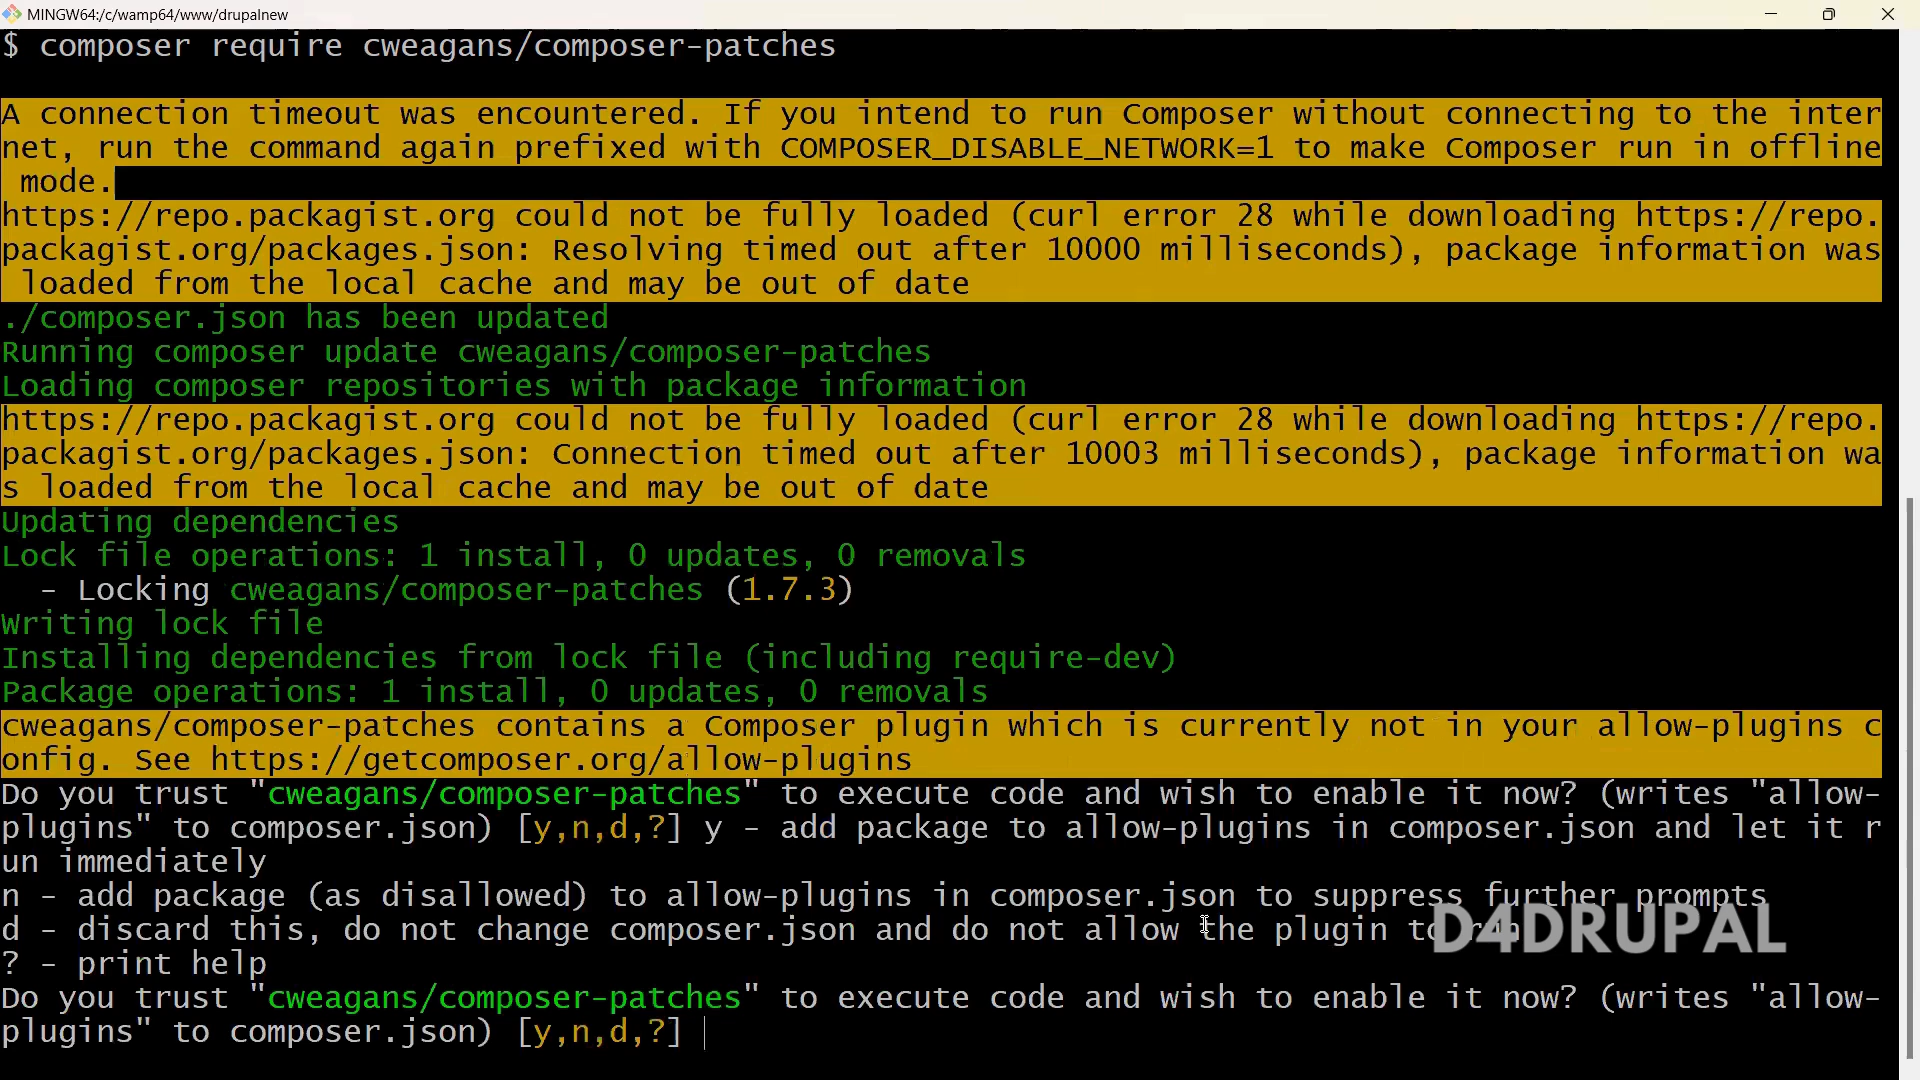 MINGW64:/c/wamp64/www/drupalnew
$ composer require cweagans/composer-patches
A connection timeout was encountered. If you intend to run Composer without connecting to the inter
net, run the command again prefixed with COMPOSER_DISABLE_NETWORK=1 to make Composer run in offline
mode.
https://repo.packagist.org could not be fully loaded (curl error 28 while downloading https://repo.
packagist.org/packages.json: Resolving timed out after 10000 milliseconds), package information was
loaded from the local cache and may be out of date
./composer.json has been updated
Running composer update cweagans/composer-patches
Loading composer repositories with package information
https://repo.packagist.org could not be fully loaded (curl error 28 while downloading https://repo.
packagist.org/packages.json: Connection timed out after 10003 milliseconds), package information wa
s loaded from the local cache and may be out of date
Updating dependencies
Lock file operations: 1 install, 0 updates, 0 removals
- Locking cweagans/composer-patches (1.7.3)
Writing lock file
Installing dependencies from lock file (including require-dev)
Package operations: 1 install, 0 updates, 0 removals
cweagans/composer-patches contains a Composer plugin which is currently not in your allow-plugins c
onfig. See https://getcomposer.org/allow-plugins
Do you trust "cweagans/composer-patches" to execute code and wish to enable it now? (writes "allow-
plugins" to composer.json) [y,n,d,?] y - add package to allow-plugins in composer.json and let it r
un immediately
n - add package (as disallowed) to allow-plugins in composer.json to suppress further prompts
d - discard this, do not change composer.json and do not allow the plugin to run
D4DRUPAL
? - print help
Do you trust "cweagans/composer-patches" to execute code and wish to enable it now? (writes "allow-
plugins" to composer.json) [y,n,d,?]